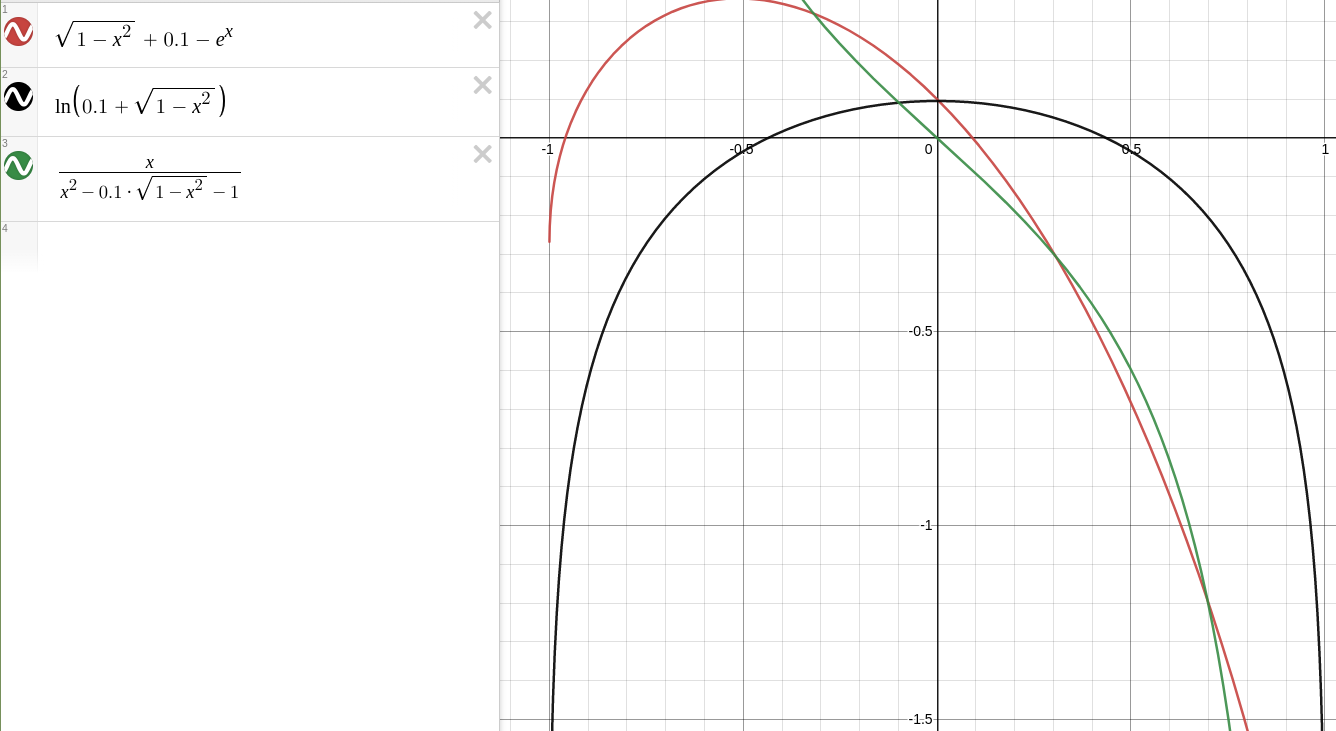 1
√(1 − x²) + 0.1 − eˣ
2
ln(0.1 + √(1 − x²))
3
x
x² − 0.1 · √(1 − x²) − 1
4
-1 -0.5 0 0.5 1
-0.5
-1
-1.5